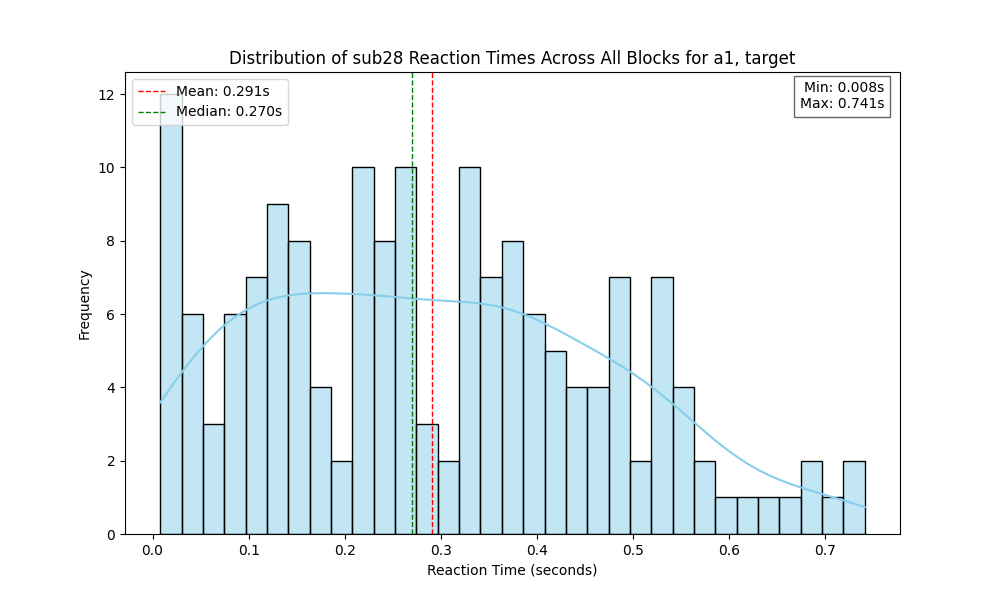 Distribution of sub28 Reaction Times Across All Blocks for a1, target
Mean: 0.291s
Median: 0.270s
Min: 0.008s
Max: 0.741s
12
10
8
6
4
2
0
Frequency
0.0 0.1 0.2 0.3 0.4 0.5 0.6 0.7
Reaction Time (seconds)